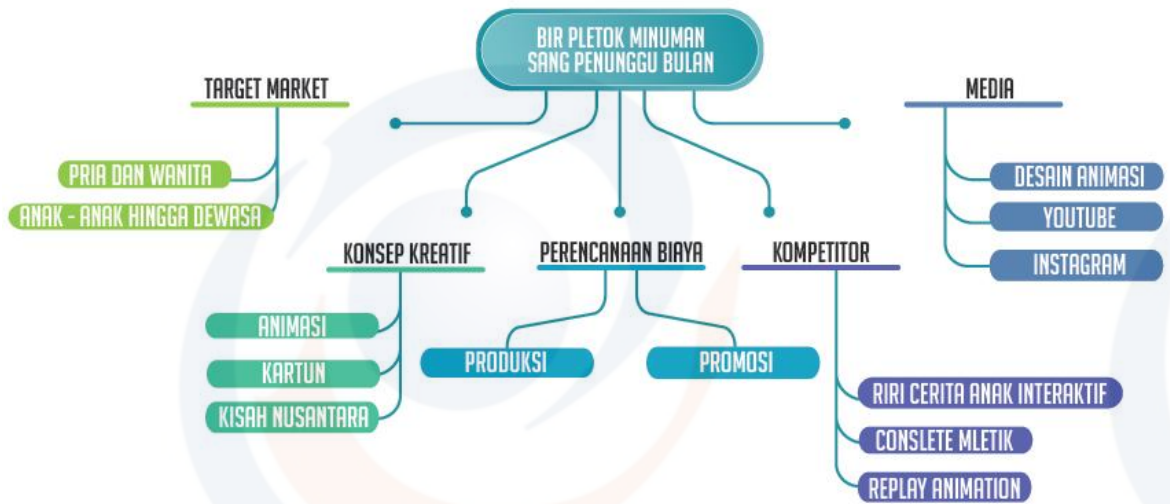 BIR PLETOK MINUMAN
SANG PENUNGGU BULAN
TARGET MARKET
PRIA DAN WANITA
ANAK - ANAK HINGGA DEWASA
KONSEP KREATIF
ANIMASI
KARTUN
KISAH NUSANTARA
PERENCANAAN BIAYA
PRODUKSI
PROMOSI
KOMPETITOR
RIRI CERITA ANAK INTERAKTIF
CONSLETE MLETIK
REPLAY ANIMATION
MEDIA
DESAIN ANIMASI
YOUTUBE
INSTAGRAM